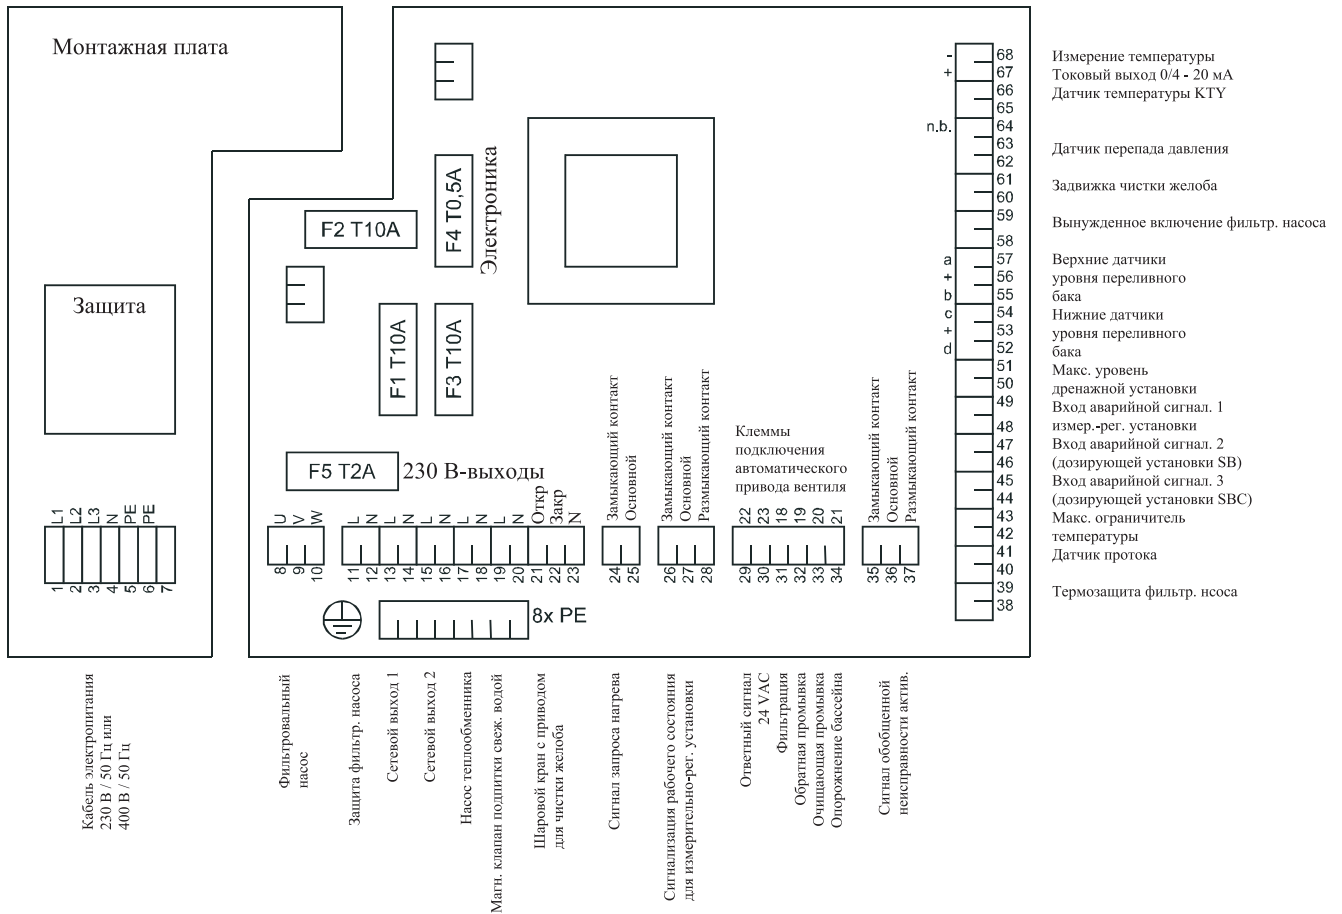 Монтажная плата
Защита
L1
L2
L3
N
PE
PE
1
2
3
4
5
6
7
Кабель электропитания
230 В / 50 Гц или
400 В / 50 Гц
F2 T10A
F4 T0,5A
Электроника
F1 T10A
F3 T10A
F5 T2A
230 В-выходы
U
V
W
8
9
10
L
N
L
N
L
N
L
N
L
N
Откр
Закр
N
11
12
13
14
15
16
17
18
19
20
21
22
23
8x PE
Замыкающий контакт
Основной
24
25
Замыкающий контакт
Основной
Размыкающий контакт
26
27
28
Клеммы
подключения
автоматического
привода вентиля
22
23
18
19
20
21
29
30
31
32
33
34
Замыкающий контакт
Основной
Размыкающий контакт
35
36
37
Фильтровальный
насос
Защита фильтр. насоса
Сетевой выход 1
Сетевой выход 2
Насос теплообменника
Магн. клапан подпитки свеж. водой
Шаровой кран с приводом
для чистки желоба
Сигнал запроса нагрева
Сигнализация рабочего состояния
для измерительно-рег. установки
Ответный сигнал
24 VAC
Фильтрация
Обратная промывка
Очищающая промывка
Опорожнение бассейна
Сигнал обобщенной
неисправности актив.
- 68 Измерение температуры
+ 67 Токовый выход 0/4 - 20 мА
66 Датчик температуры KTY
65
n.b. 64
63 Датчик перепада давления
62
61 Задвижка чистки желоба
60
59 Вынужденное включение фильтр. насоса
58
a 57 Верхние датчики
+ 56 уровня переливного
b 55 бака
c 54 Нижние датчики
+ 53 уровня переливного
d 52 бака
51 Макс. уровень
50 дренажной установки
49 Вход аварийной сигнал. 1
48 измер.-рег. установки
47 Вход аварийной сигнал. 2
46 (дозирующей установки SB)
45 Вход аварийной сигнал. 3
44 (дозирующей установки SBC)
43 Макс. ограничитель
42 температуры
41 Датчик протока
40
39 Термозащита фильтр. нсоса
38